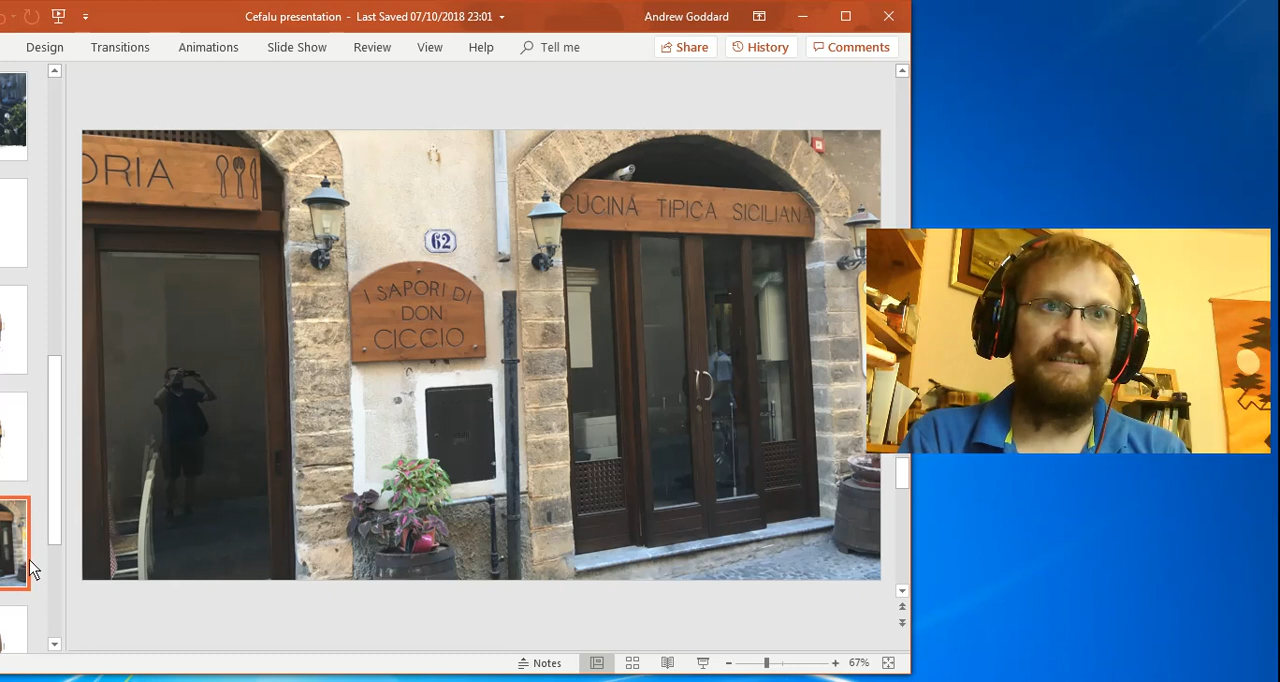 Cefalu presentation - Last Saved 07/10/2018 23:01
Andrew Goddard
Design Transitions Animations Slide Show Review View Help Tell me
Share History Comments
ORIA
CUCINA TIPICA SICILIANA
62
I SAPORI DI
DON
CICCIO
Notes
67%